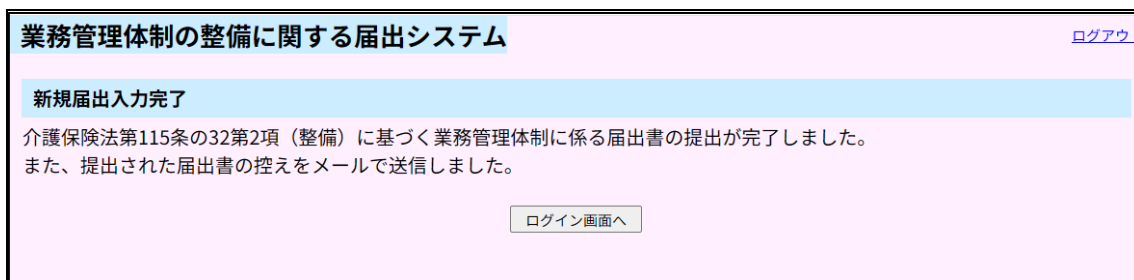 業務管理体制の整備に関する届出システム
ログアウ
新規届出入力完了
介護保険法第115条の32第2項（整備）に基づく業務管理体制に係る届出書の提出が完了しました。
また、提出された届出書の控えをメールで送信しました。
ログイン画面へ